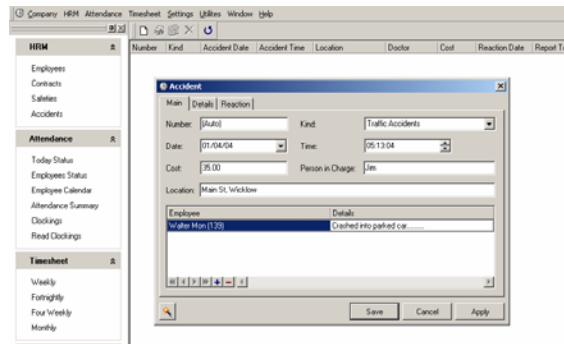 Company HRM Attendance Timesheet Settings Utilites Window Help
HRM
Employees
Contracts
Safeties
Accidents
Attendance
Today Status
Employees Status
Employee Calendar
Attendance Summary
Clockings
Read Clockings
Timesheet
Weekly
Fortnightly
Four Weekly
Monthly
Number Kind Accident Date Accident Time Location Doctor Cost Reaction Date Report T
Accident
Main Details Reaction
Number: (Auto) Kind: Traffic Accidents
Date: 01/04/04 Time: 05:13:04
Cost: 35.00 Person in Charge: Jim
Location: Main St, Wicklow
Employee Details
Walter Mon (139) Crashed into parked car.........
Save Cancel Apply